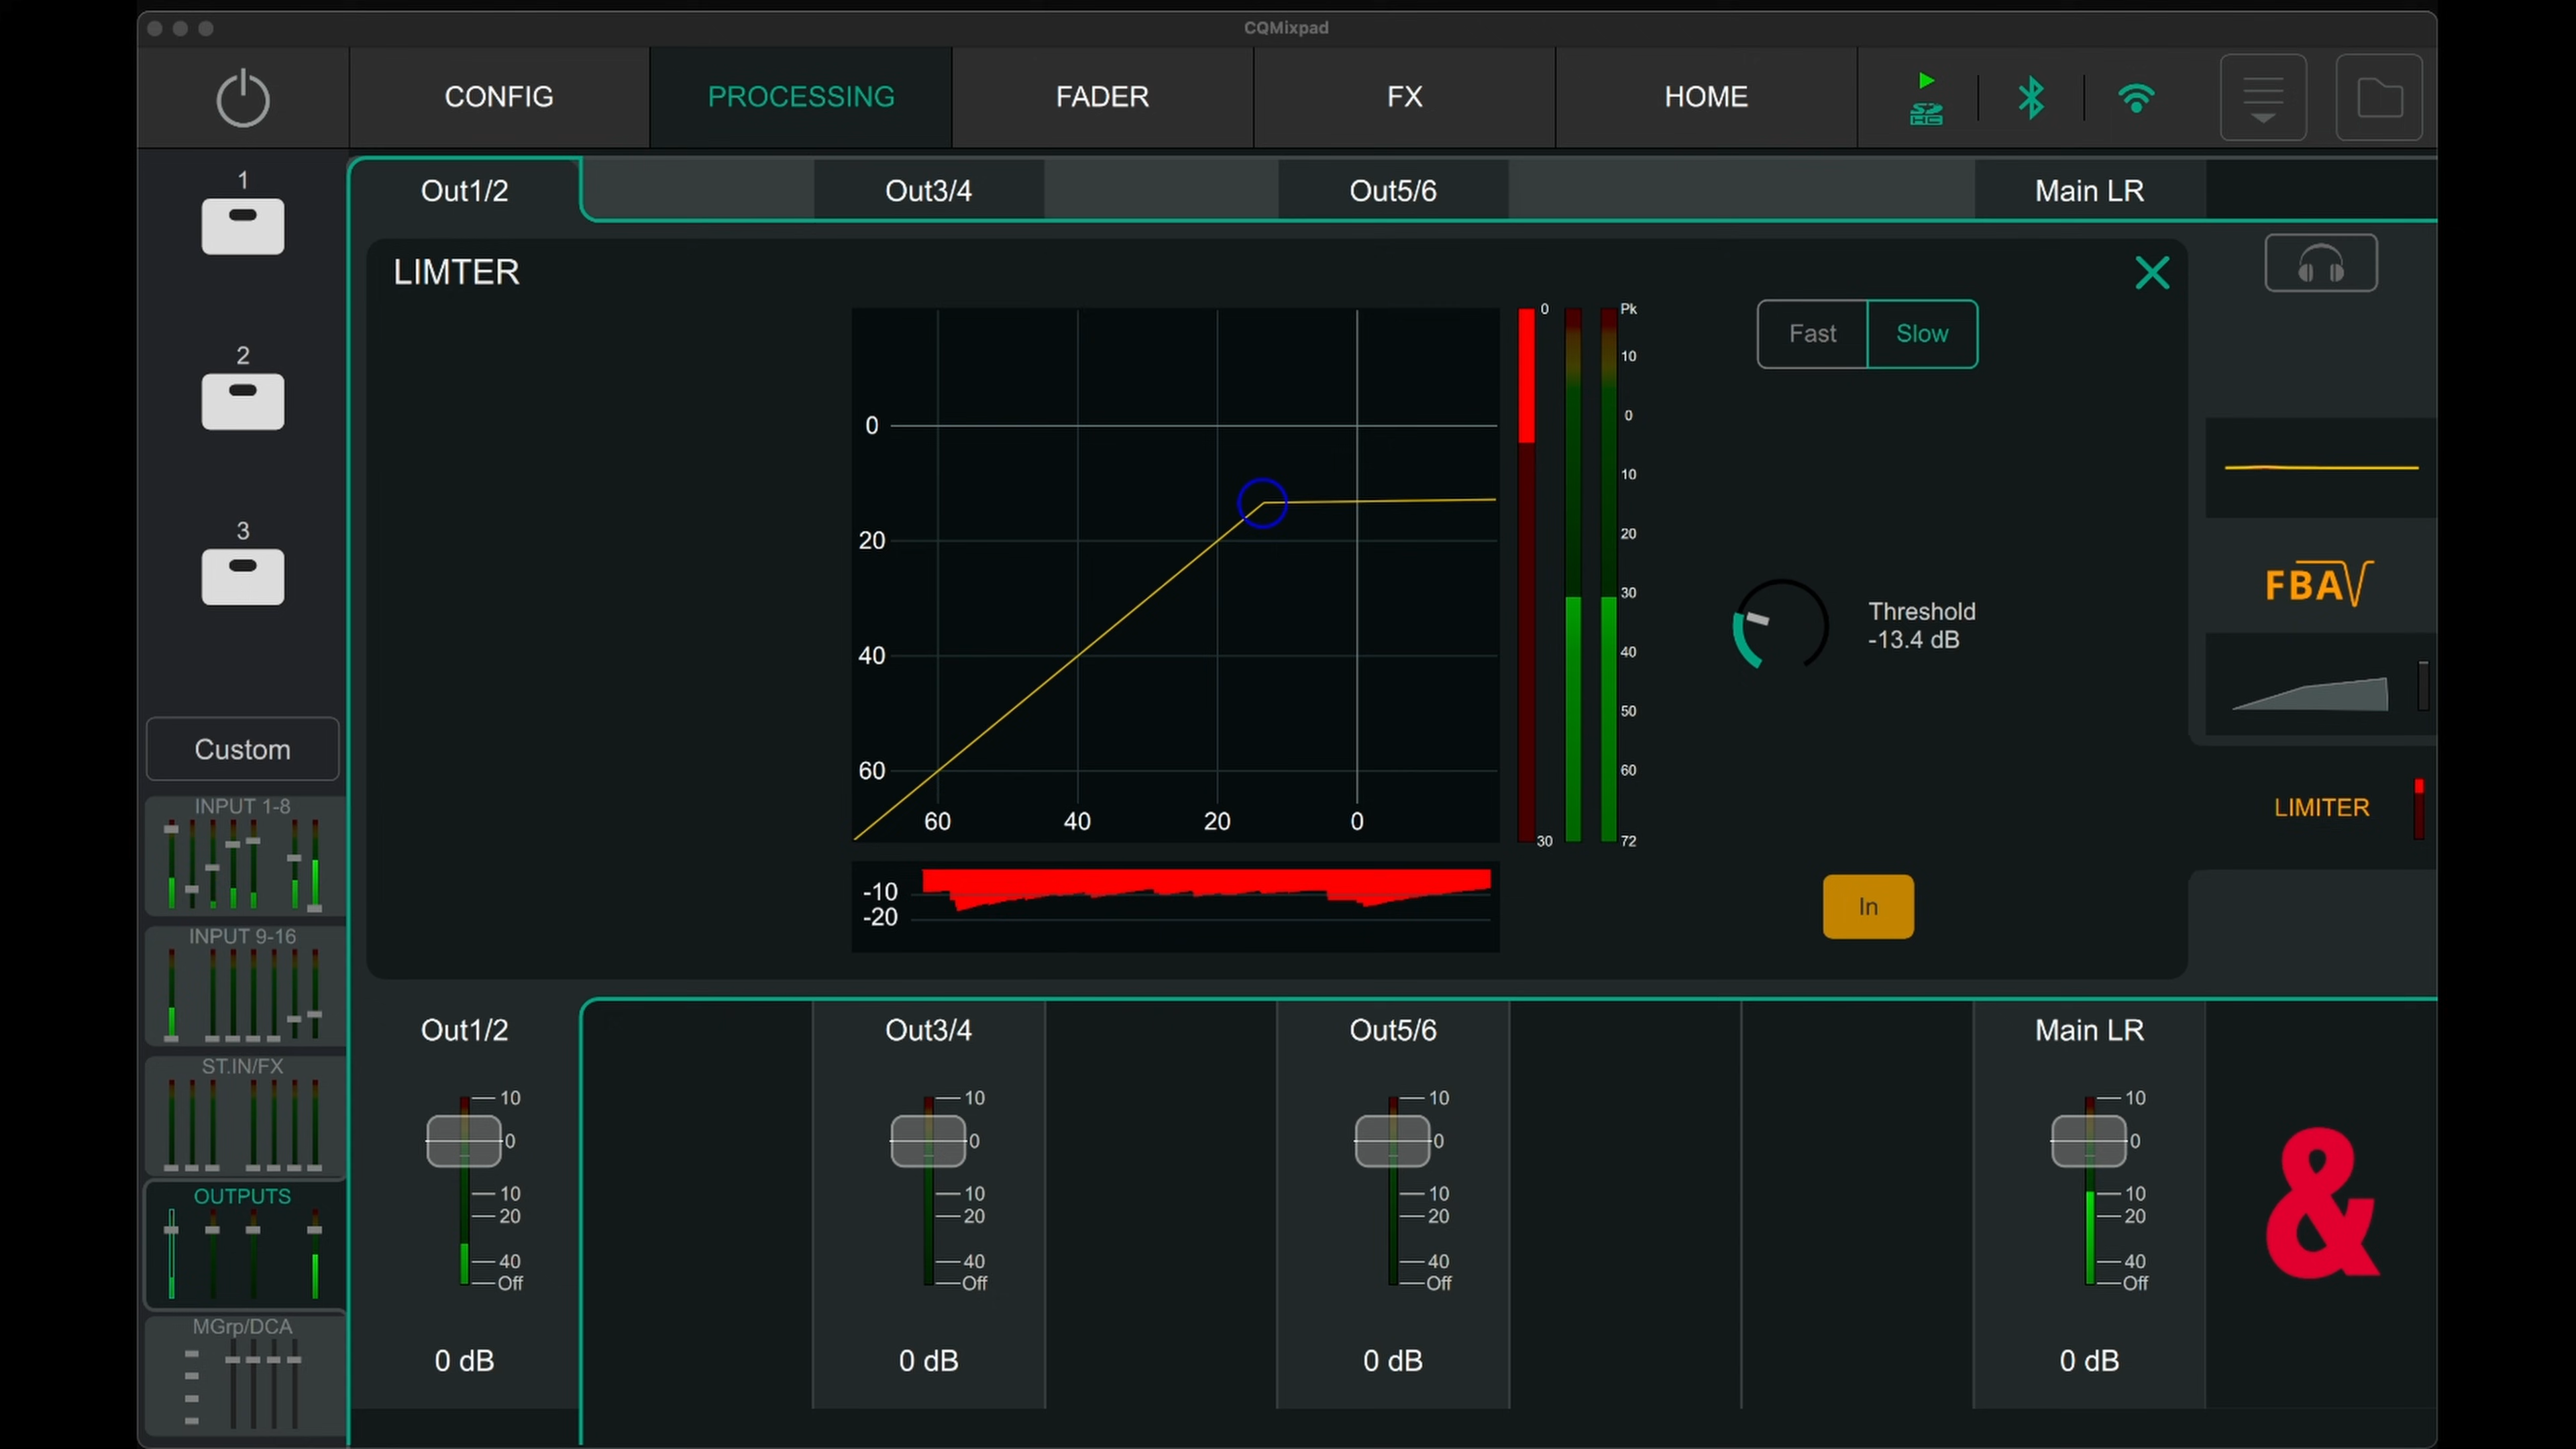 CQMixpad
CONFIG PROCESSING FADER FX HOME
SD
HC
1
Out1/2 Out3/4 Out5/6 Main LR
LIMTER
0 Pk
Fast Slow
10
0 0
10
20 20
FBA
30
Threshold
-13.4 dB
40 40
50
60 60
60 40 20 0
30 72
-10
-20
In
LIMITER
2
3
Custom
INPUT 1-8
INPUT 9-16
ST.IN/FX
OUTPUTS
MGrp/DCA
Out1/2 Out3/4 Out5/6 Main LR
10 10 10 10
0 0 0 0
10 10 10 10
20 20 20 20
40 40 40 40
Off Off Off Off
0 dB 0 dB 0 dB 0 dB
&